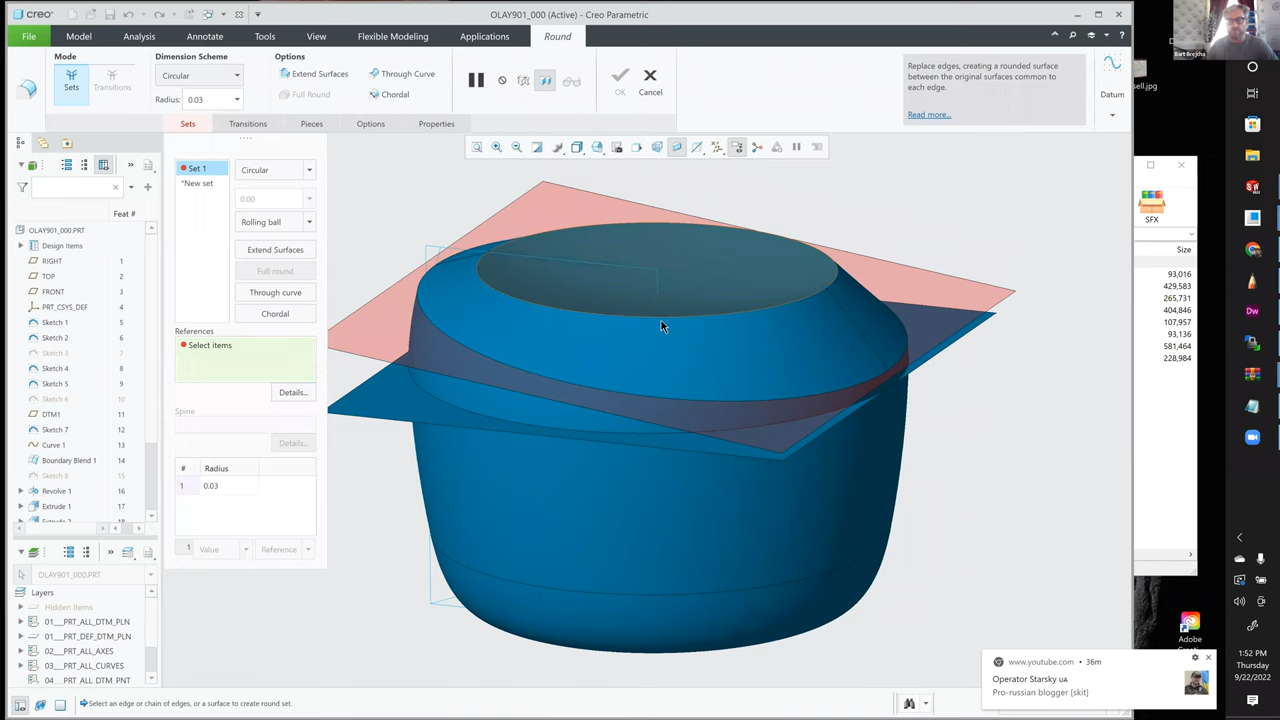 creo
OLAY901_000 (Active) - Creo Parametric
File
Model
Analysis
Annotate
Tools
View
Flexible Modeling
Applications
Round
Mode
Sets
Transitions
Dimension Scheme
Circular
Radius: 0.03
Options
Extend Surfaces
Through Curve
Full Round
Chordal
OK
Cancel
Replace edges, creating a rounded surface
between the original surfaces common to
each edge.
Read more...
Datum
Sets
Transitions
Pieces
Options
Properties
Set 1
*New set
Circular
0.00
Rolling ball
Extend Surfaces
Full round
Through curve
Chordal
References
Select items
Details...
Spine
Details...
# Radius
1 0.03
1 Value Reference
Feat #
OLAY901_000.PRT
Design Items
RIGHT 1
TOP 2
FRONT 3
PRT_CSYS_DEF 4
Sketch 1 5
Sketch 2 6
Sketch 3 7
Sketch 4 8
Sketch 5 9
Sketch 6 10
DTM1 11
Sketch 7 12
Curve 1 13
Boundary Blend 1 14
Sketch 8 15
Revolve 1 16
Extrude 1 17
Extrude 2 18
OLAY901_000.PRT
Layers
Hidden Items
01___PRT_ALL_DTM_PLN
01___PRT_DEF_DTM_PLN
02___PRT_ALL_AXES
03___PRT_ALL_CURVES
04___PRT_ALL_DTM_PNT
Select an edge or chain of edges, or a surface to create round set.
Bart Brejcha
sell.jpg
SFX
Size
93,016
429,583
265,731
404,846
107,957
93,136
581,464
228,984
Adobe
www.youtube.com • 36m
Operator Starsky UA
Pro-russian blogger [skit]
1:52 PM
Thursday
9/22/2022